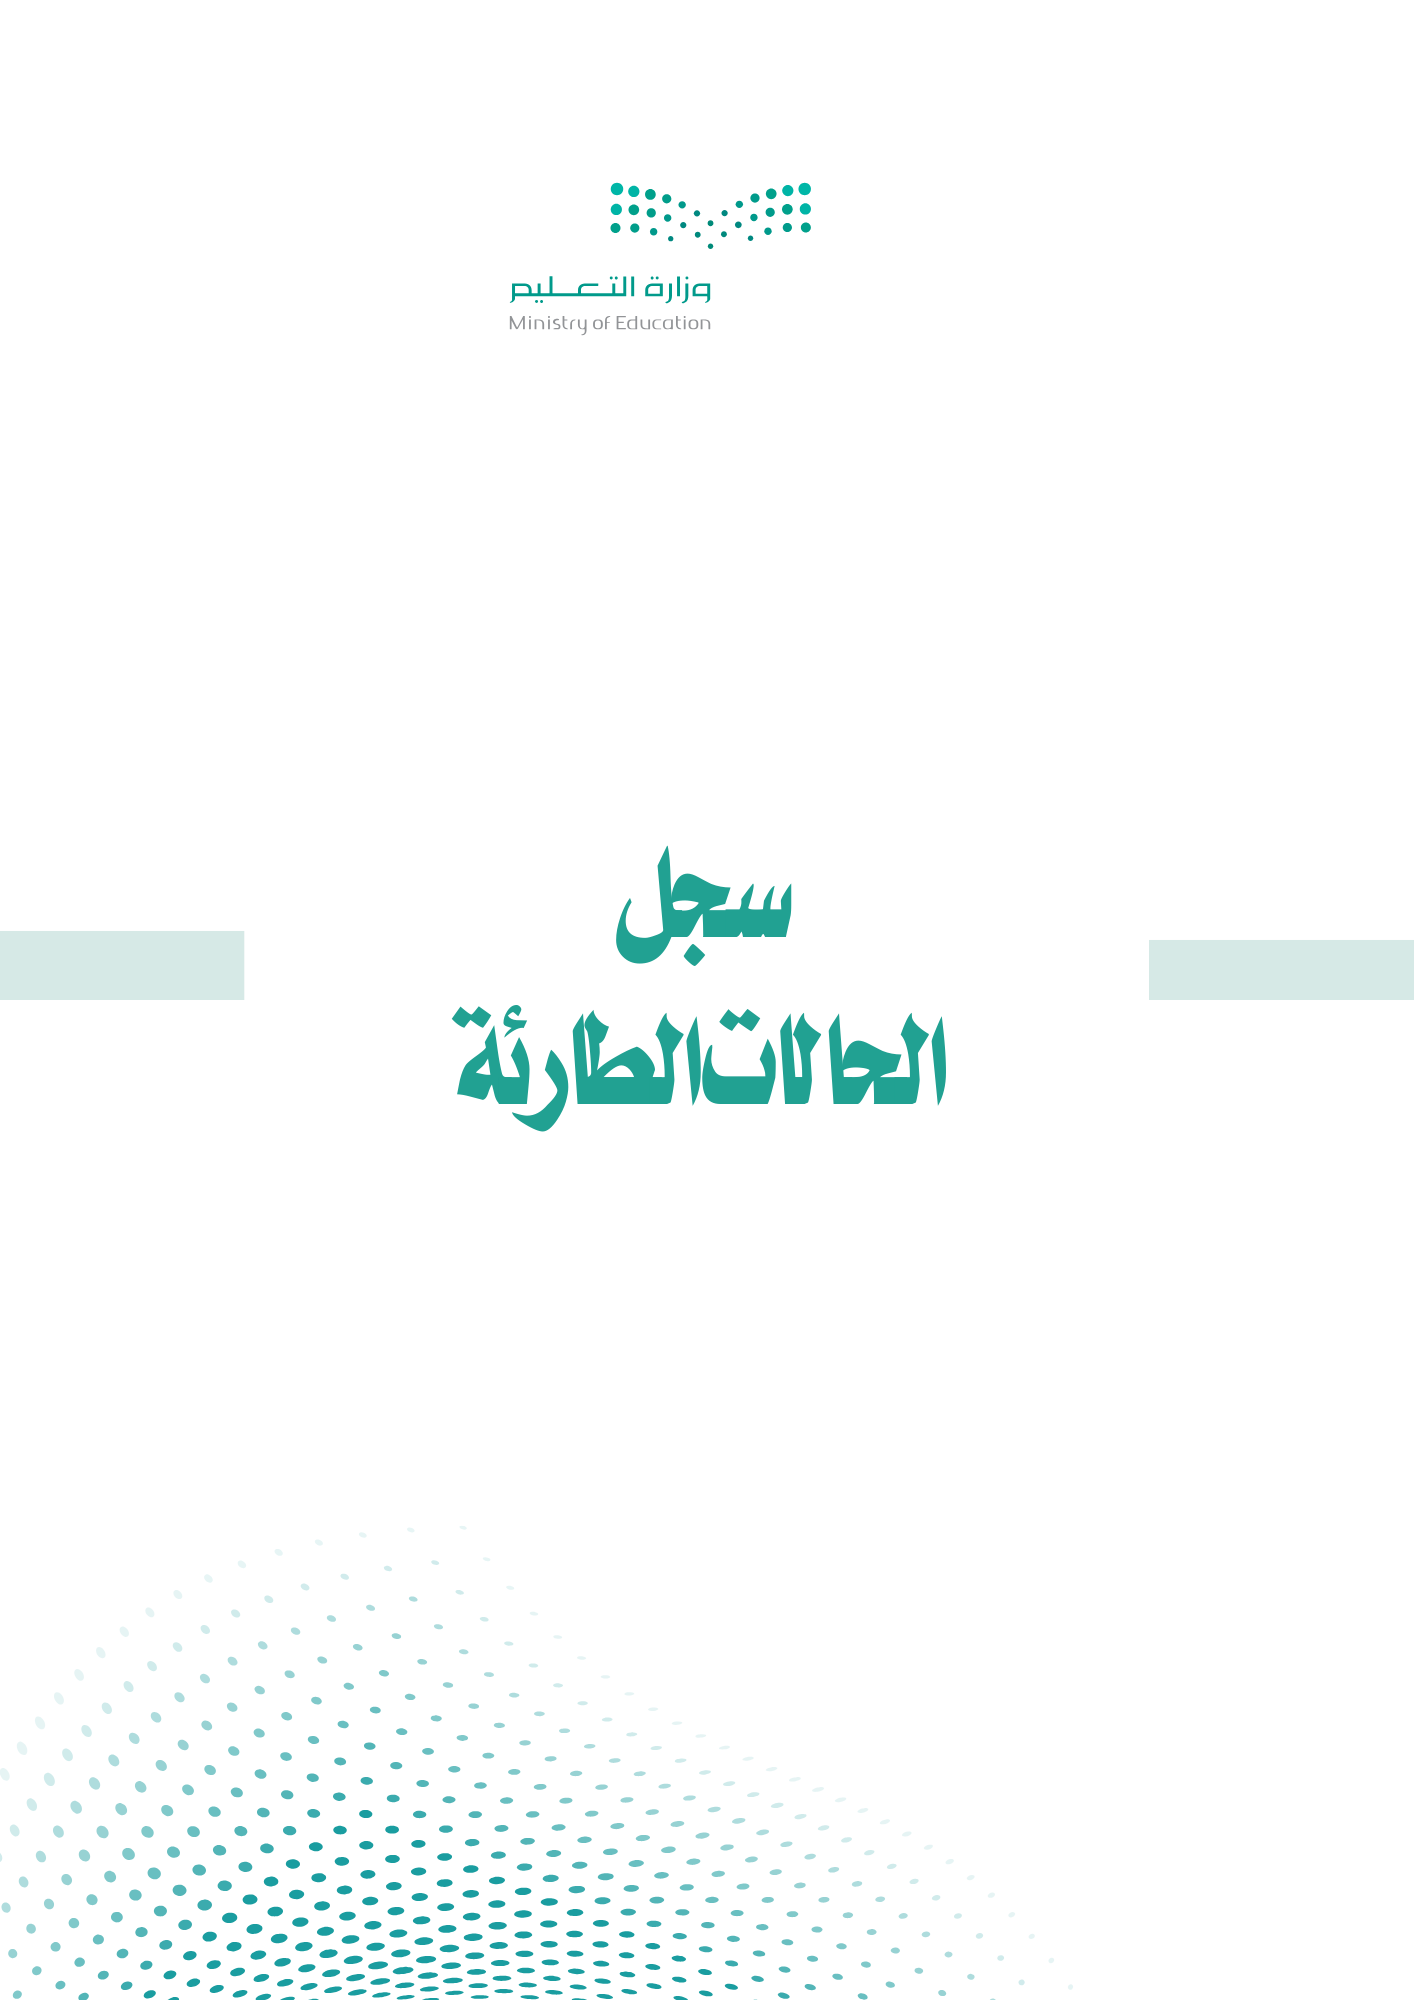 وزارة التعليم
Ministry of Education
سجل
الحالات الطارئة